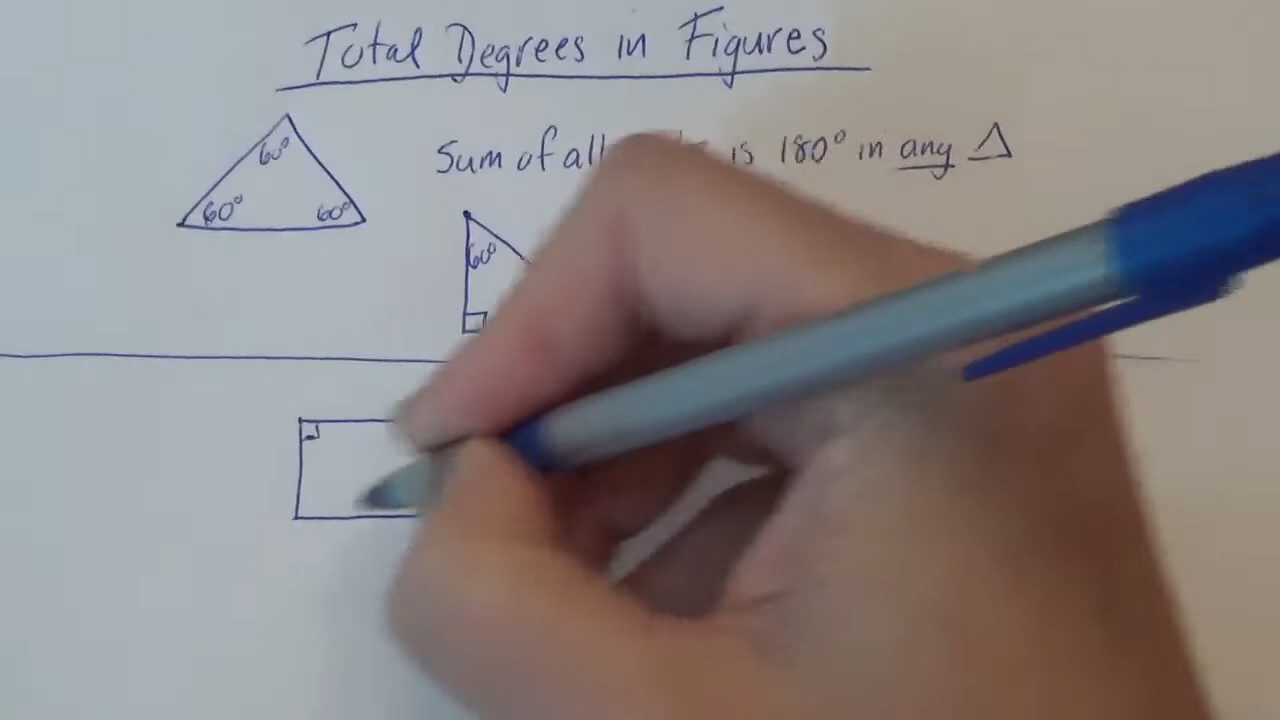 Total Degrees in Figures
Sum of all is 180° in any △
60°
60° 60°
60°